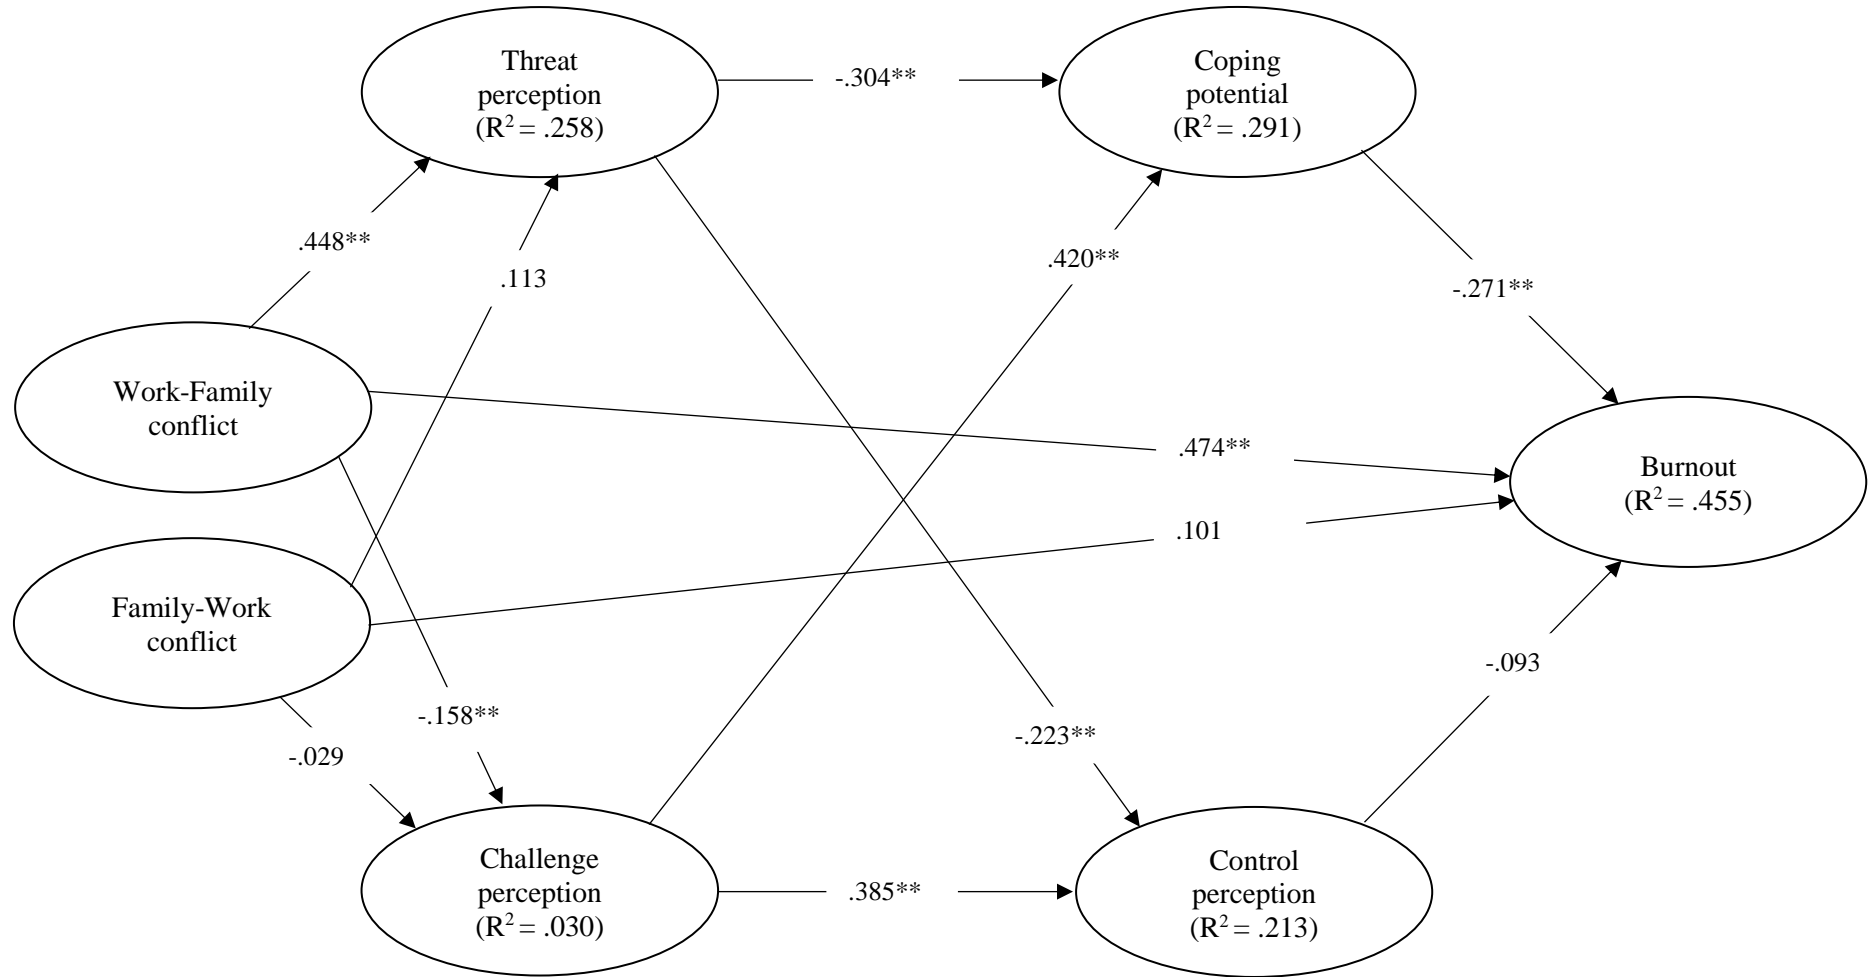 Threat
perception
(R² = .258)
-.304**
Coping
potential
(R² = .291)
.448**
.113
.420**
-.271**
Work-Family
conflict
.474**
Burnout
(R² = .455)
.101
Family-Work
conflict
-.093
-.158**
-.029
-.223**
Challenge
perception
(R² = .030)
.385**
Control
perception
(R² = .213)